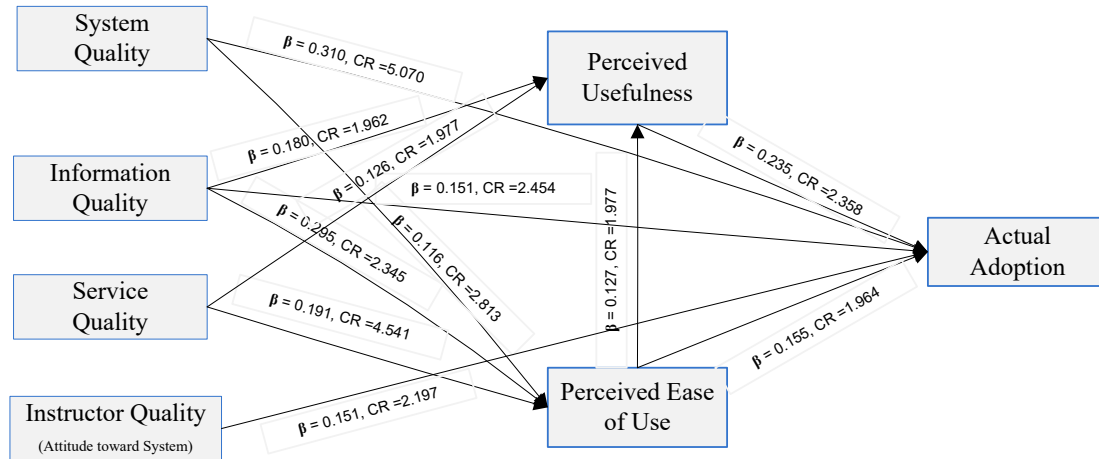 System
Quality
β = 0.310, CR =5.070
Perceived
Usefulness
β = 0.180, CR =1.962
β = 0.126, CR =1.977
β = 0.235, CR =2.358
Information
Quality
β = 0.151, CR =2.454
β = 0.295, CR =2.345
β = 0.116, CR =2.813
β = 0.127, CR =1.977
Actual
Adoption
Service
Quality
β = 0.191, CR =4.541
β = 0.155, CR =1.964
Instructor Quality
(Attitude toward System)
β = 0.151, CR =2.197
Perceived Ease
of Use